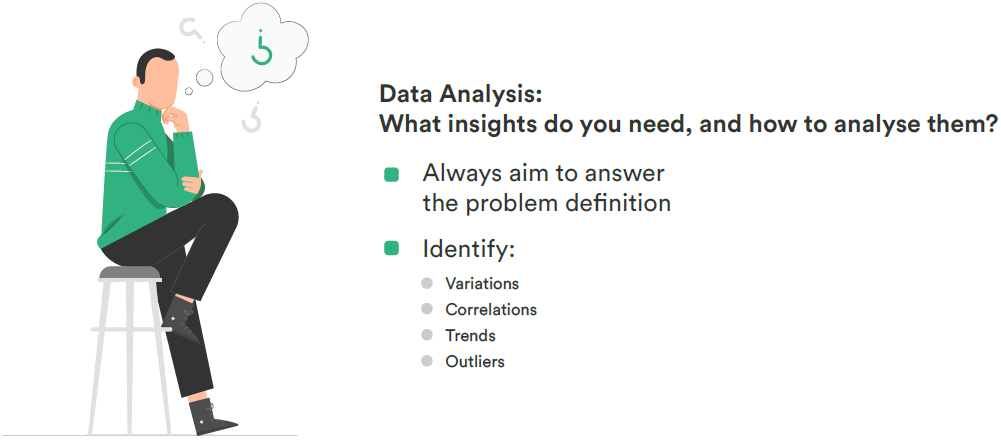 Data Analysis:
What insights do you need, and how to analyse them?
Always aim to answer
the problem definition
Identify:
Variations
Correlations
Trends
Outliers